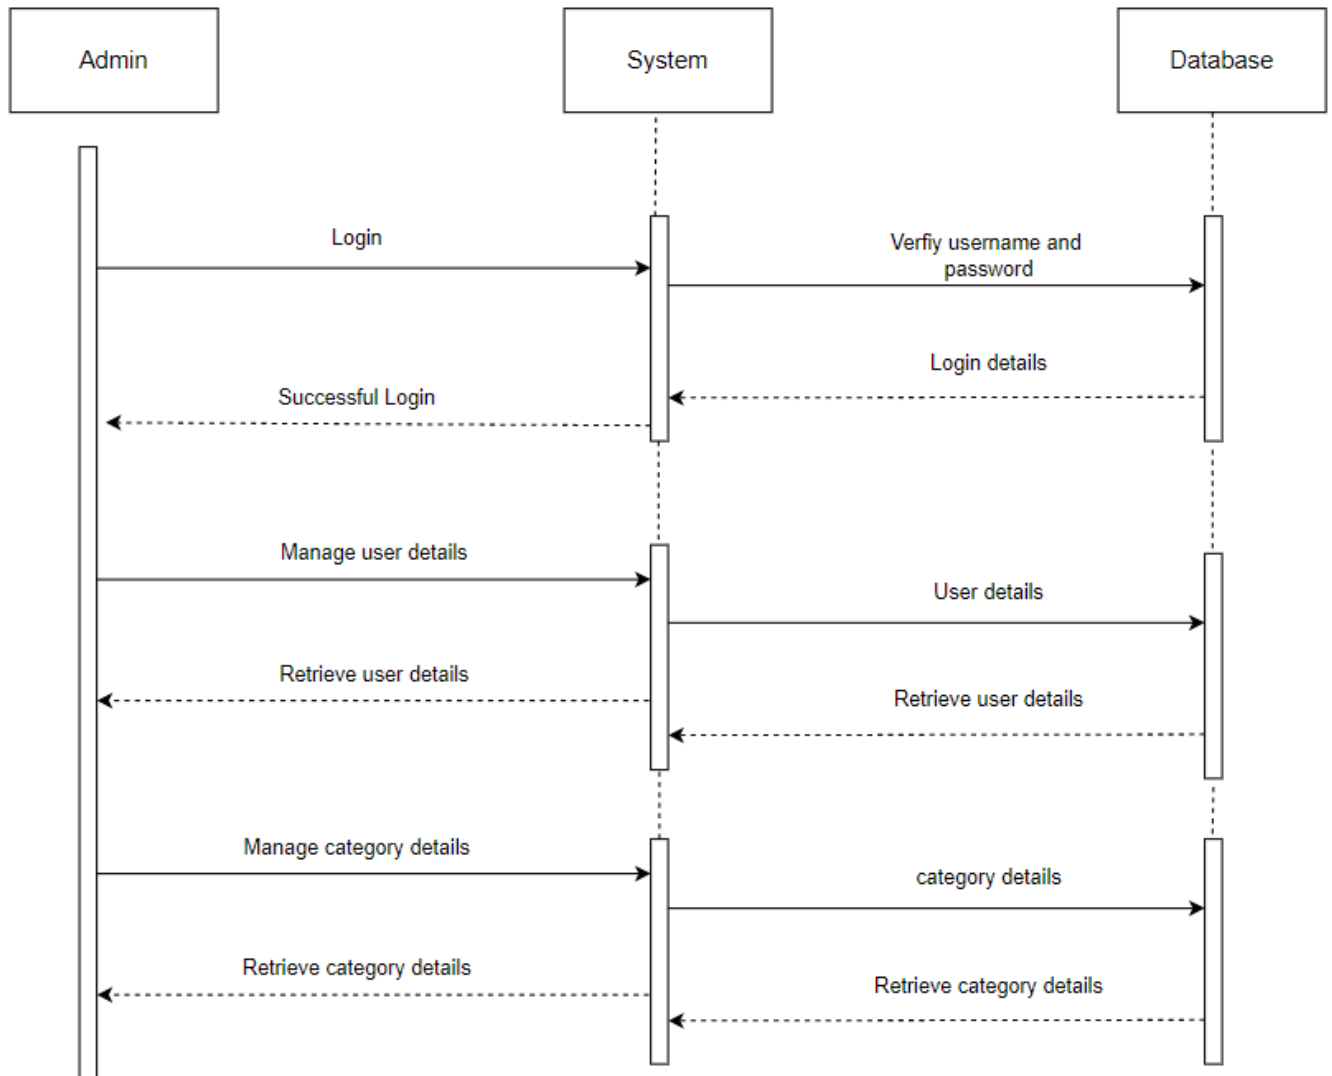 Admin
System
Database
Login
Verfiy username and
password
Login details
Successful Login
Manage user details
User details
Retrieve user details
Retrieve user details
Manage category details
category details
Retrieve category details
Retrieve category details